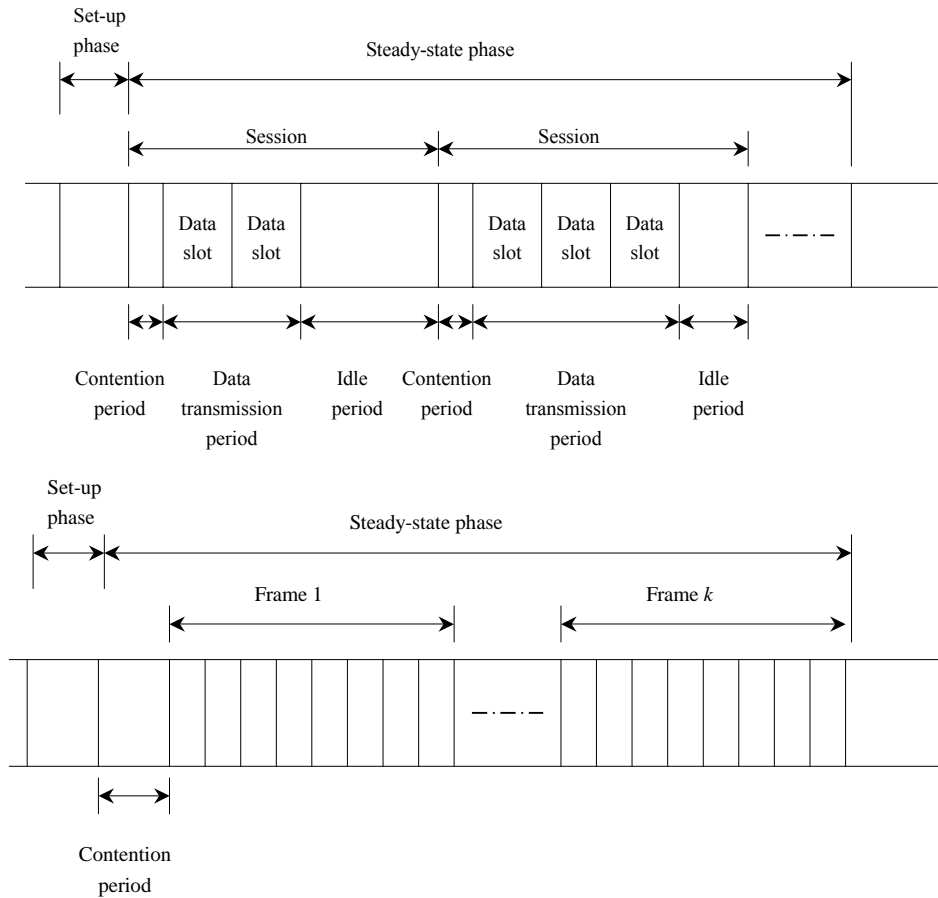 Set-up
phase
Steady-state phase
Session
Session
Data
slot
Data
slot
Data
slot
Data
slot
Data
slot
Contention
period
Data
transmission
period
Idle
period
Contention
period
Data
transmission
period
Idle
period
Set-up
phase
Steady-state phase
Frame 1
Frame k
Contention
period